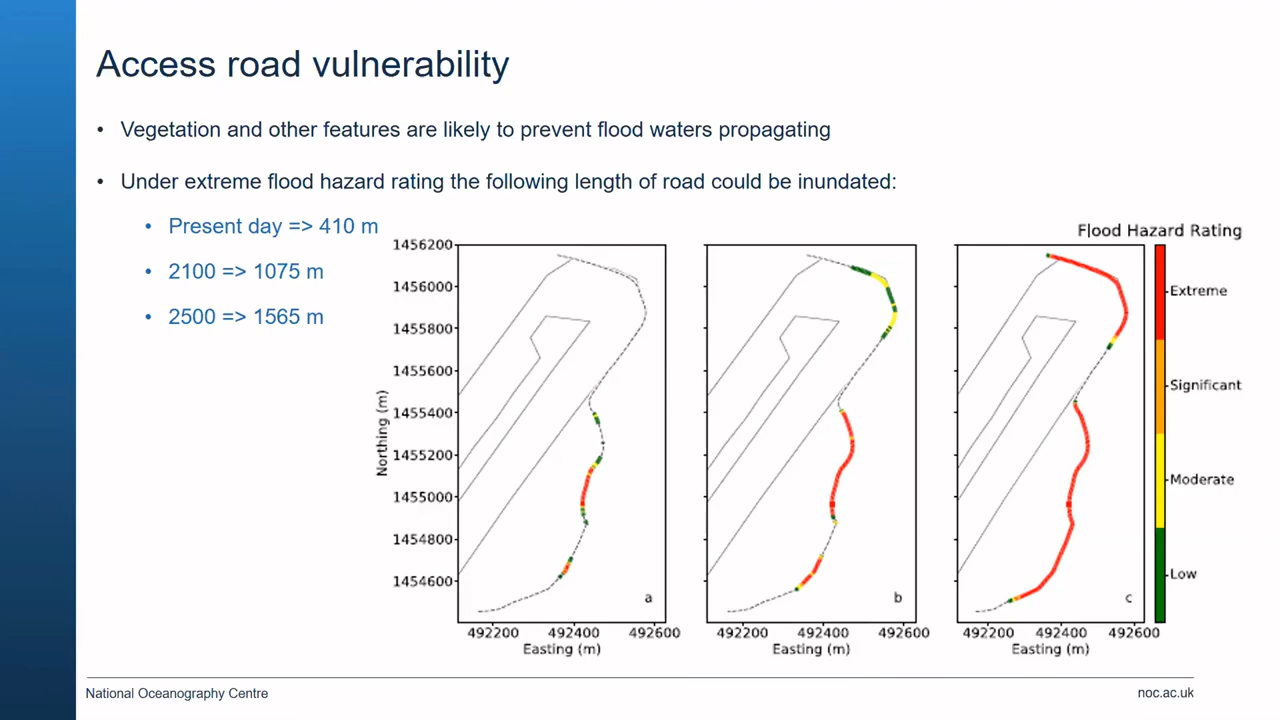 Access road vulnerability
• Vegetation and other features are likely to prevent flood waters propagating
• Under extreme flood hazard rating the following length of road could be inundated:
• Present day => 410 m
• 2100 => 1075 m
• 2500 => 1565 m
Flood Hazard Rating
Extreme
Significant
Moderate
Low
Northing (m)
1456200
1456000
1455800
1455600
1455400
1455200
1455000
1454800
1454600
a
b
c
492200 492400 492600
492200 492400 492600
492200 492400 492600
Easting (m)
Easting (m)
Easting (m)
National Oceanography Centre
noc.ac.uk